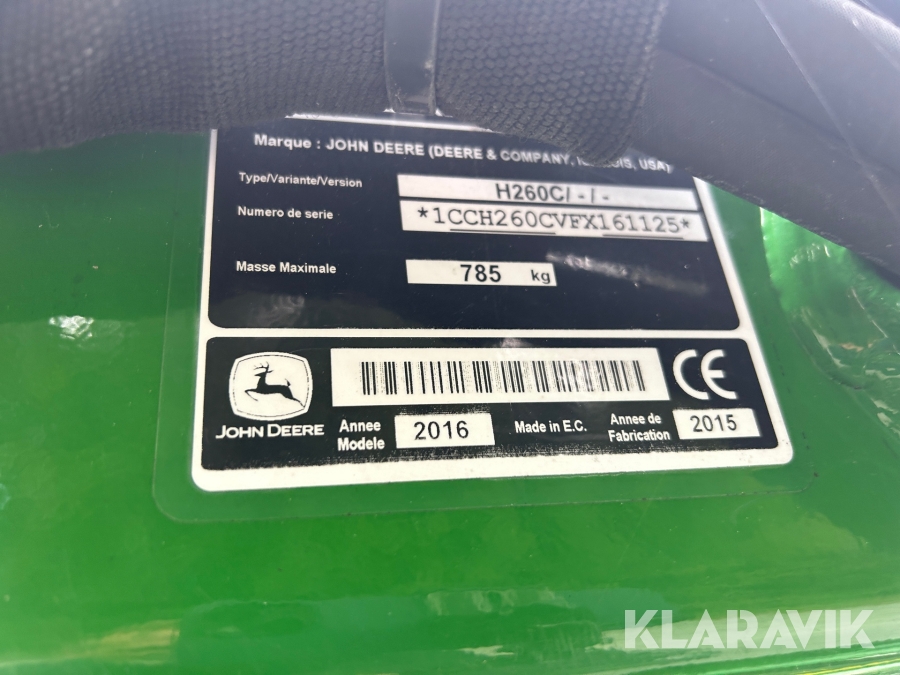 Marque : JOHN DEERE (DEERE & COMPANY, USA)
Type/Variante/Version H260C/ - / -
Numero de serie *1CCH260CVFX161125*
Masse Maximale 785 kg
JOHN DEERE
Annee Modele 2016
Made in E.C.
Annee de Fabrication 2015
CE
KLARAVIK